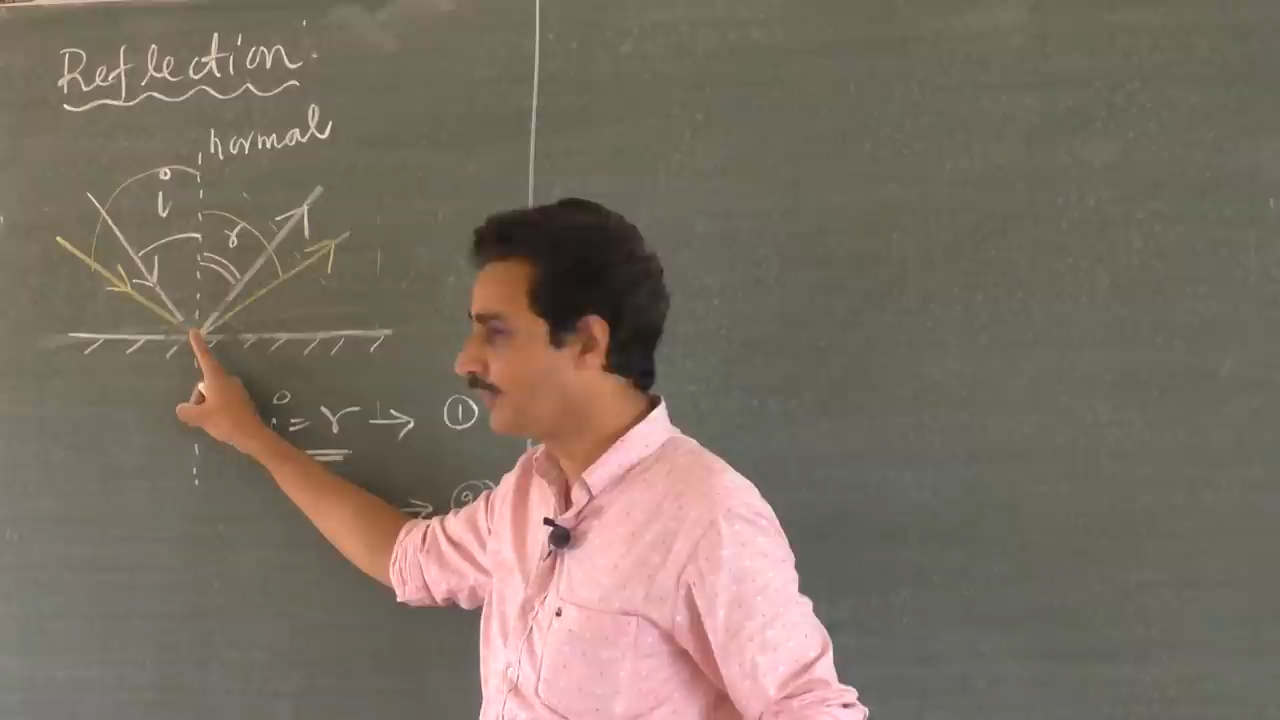 Reflection:
normal
i
r
i = r → ①
→ ②